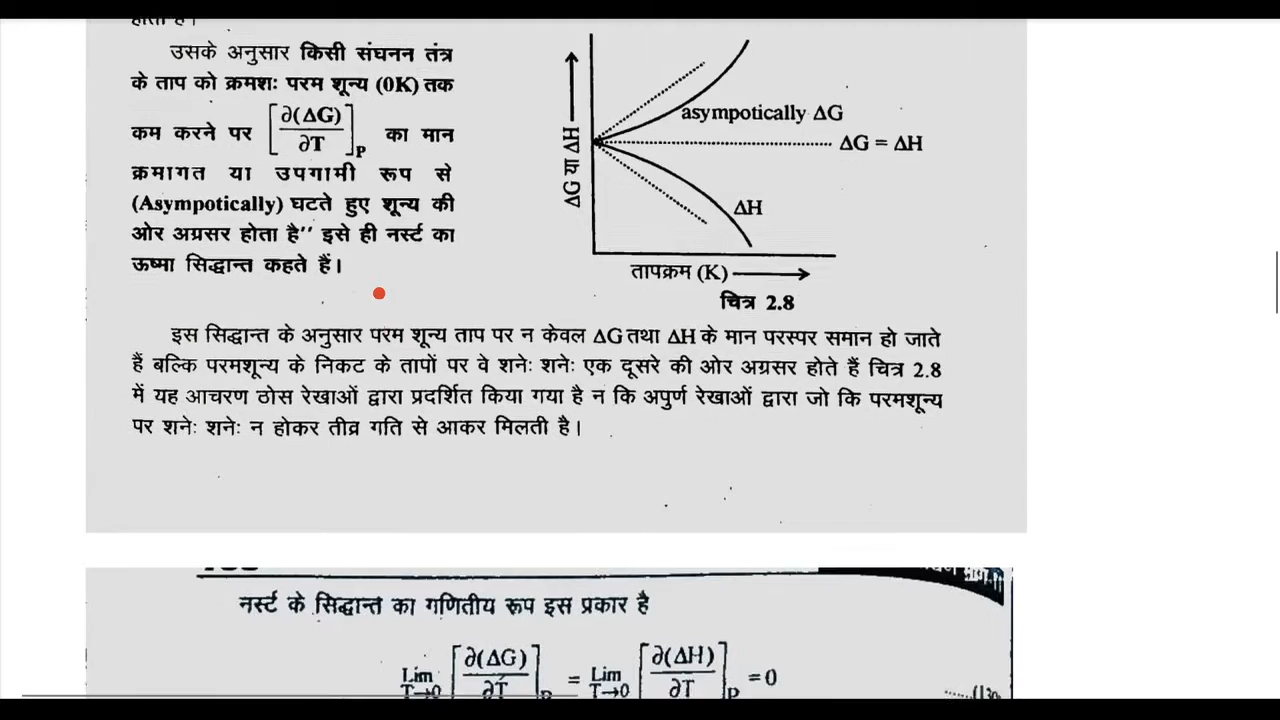 होता है।
उसके अनुसार किसी संघनन तंत्र
के ताप को क्रमशः परम शून्य (0K) तक
कम करने पर [∂(ΔG)/∂T]P का मान
क्रमागत या उपगामी रूप से
(Asympotically) घटते हुए शून्य की
ओर अग्रसर होता है'' इसे ही नर्स्ट का
ऊष्मा सिद्धान्त कहते हैं।
ΔG या ΔH
asympotically ΔG
ΔG = ΔH
ΔH
तापक्रम (K)
चित्र 2.8
इस सिद्धान्त के अनुसार परम शून्य ताप पर न केवल ΔG तथा ΔH के मान परस्पर समान हो जाते
हैं बल्कि परमशून्य के निकट के तापों पर वे शनेः शनेः एक दूसरे की ओर अग्रसर होते हैं चित्र 2.8
में यह आचरण ठोस रेखाओं द्वारा प्रदर्शित किया गया है न कि अपुर्ण रेखाओं द्वारा जो कि परमशून्य
पर शनेः शनेः न होकर तीव्र गति से आकर मिलती है।
नर्स्ट के सिद्धान्त का गणितीय रूप इस प्रकार है
Lim T→0 [∂(ΔG)/∂T]P = Lim T→0 [∂(ΔH)/∂T]P = 0